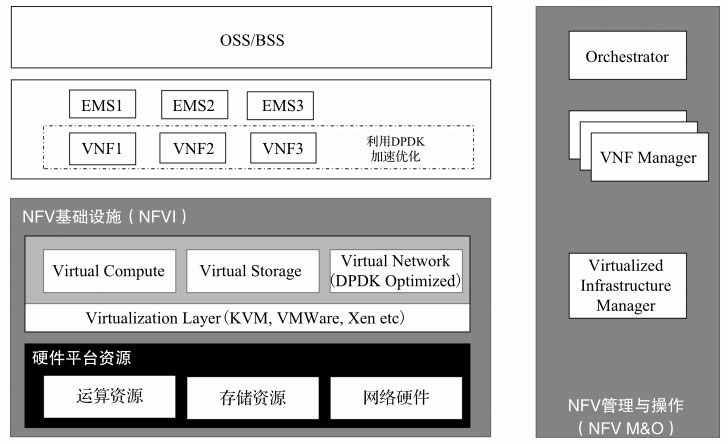 OSS/BSS
EMS1
EMS2
EMS3
VNF1
VNF2
VNF3
利用DPDK
加速优化
NFV基础设施（NFVI）
Virtual Compute
Virtual Storage
Virtual Network
(DPDK Optimized)
Virtualization Layer(KVM, VMWare, Xen etc)
硬件平台资源
运算资源
存储资源
网络硬件
Orchestrator
VNF Manager
Virtualized
Infrastructure
Manager
NFV管理与操作
（NFV M&O）